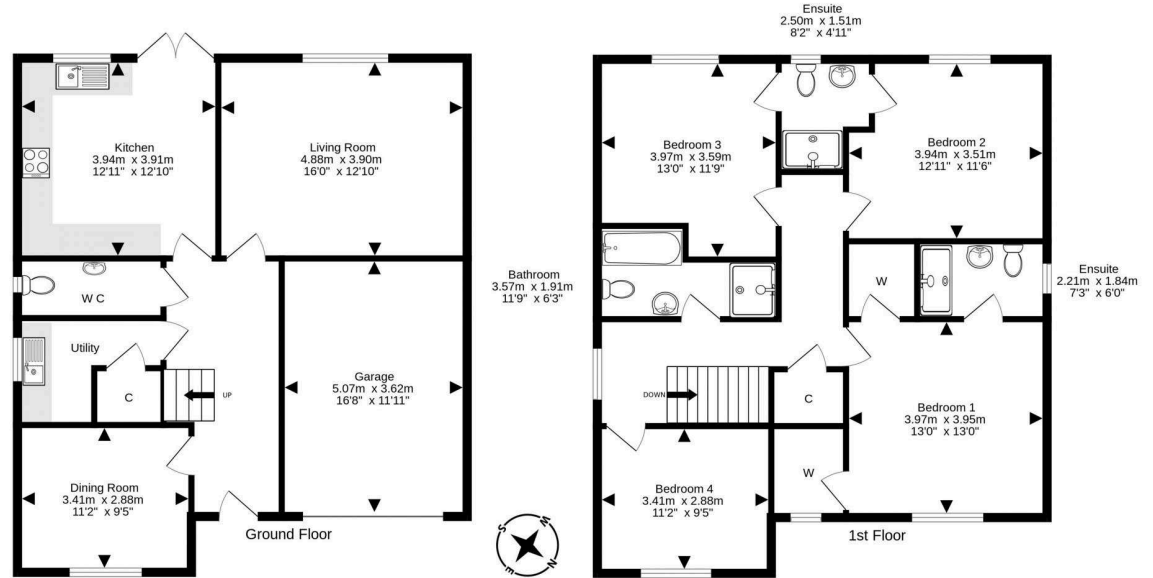 Ensuite
2.50m x 1.51m
8'2" x 4'11"
Kitchen
3.94m x 3.91m
12'11" x 12'10"
Living Room
4.88m x 3.90m
16'0" x 12'10"
Bedroom 3
3.97m x 3.59m
13'0" x 11'9"
Bedroom 2
3.94m x 3.51m
12'11" x 11'6"
W C
Bathroom
3.57m x 1.91m
11'9" x 6'3"
W
Ensuite
2.21m x 1.84m
7'3" x 6'0"
Utility
C
UP
Garage
5.07m x 3.62m
16'8" x 11'11"
DOWN
C
Bedroom 1
3.97m x 3.95m
13'0" x 13'0"
Dining Room
3.41m x 2.88m
11'2" x 9'5"
Bedroom 4
3.41m x 2.88m
11'2" x 9'5"
W
Ground Floor
S
W
E
N
1st Floor